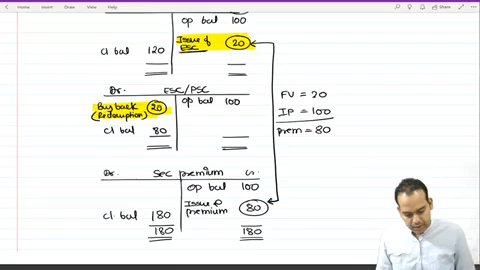 op bal 100
Issue of ESC 20
cl bal 120
Dr. ESC/PSC
Buy back (Redemption) 20
op bal 100
cl bal 80
FV = 20
IP = 100
prem = 80
Dr. Sec premium Cr.
op bal 100
Issue @ premium 80
cl bal 180
180 180